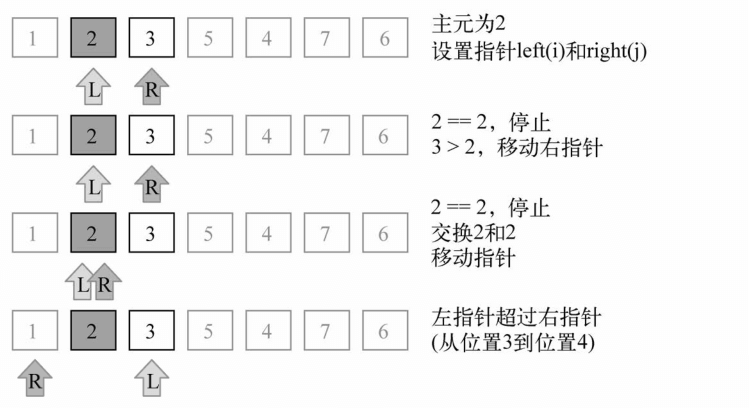 1 2 3 5 4 7 6
主元为2
设置指针left(i)和right(j)
L R
1 2 3 5 4 7 6
2 == 2，停止
3 > 2，移动右指针
L R
1 2 3 5 4 7 6
2 == 2，停止
交换2和2
移动指针
L R
1 2 3 5 4 7 6
左指针超过右指针
(从位置3到位置4)
R L